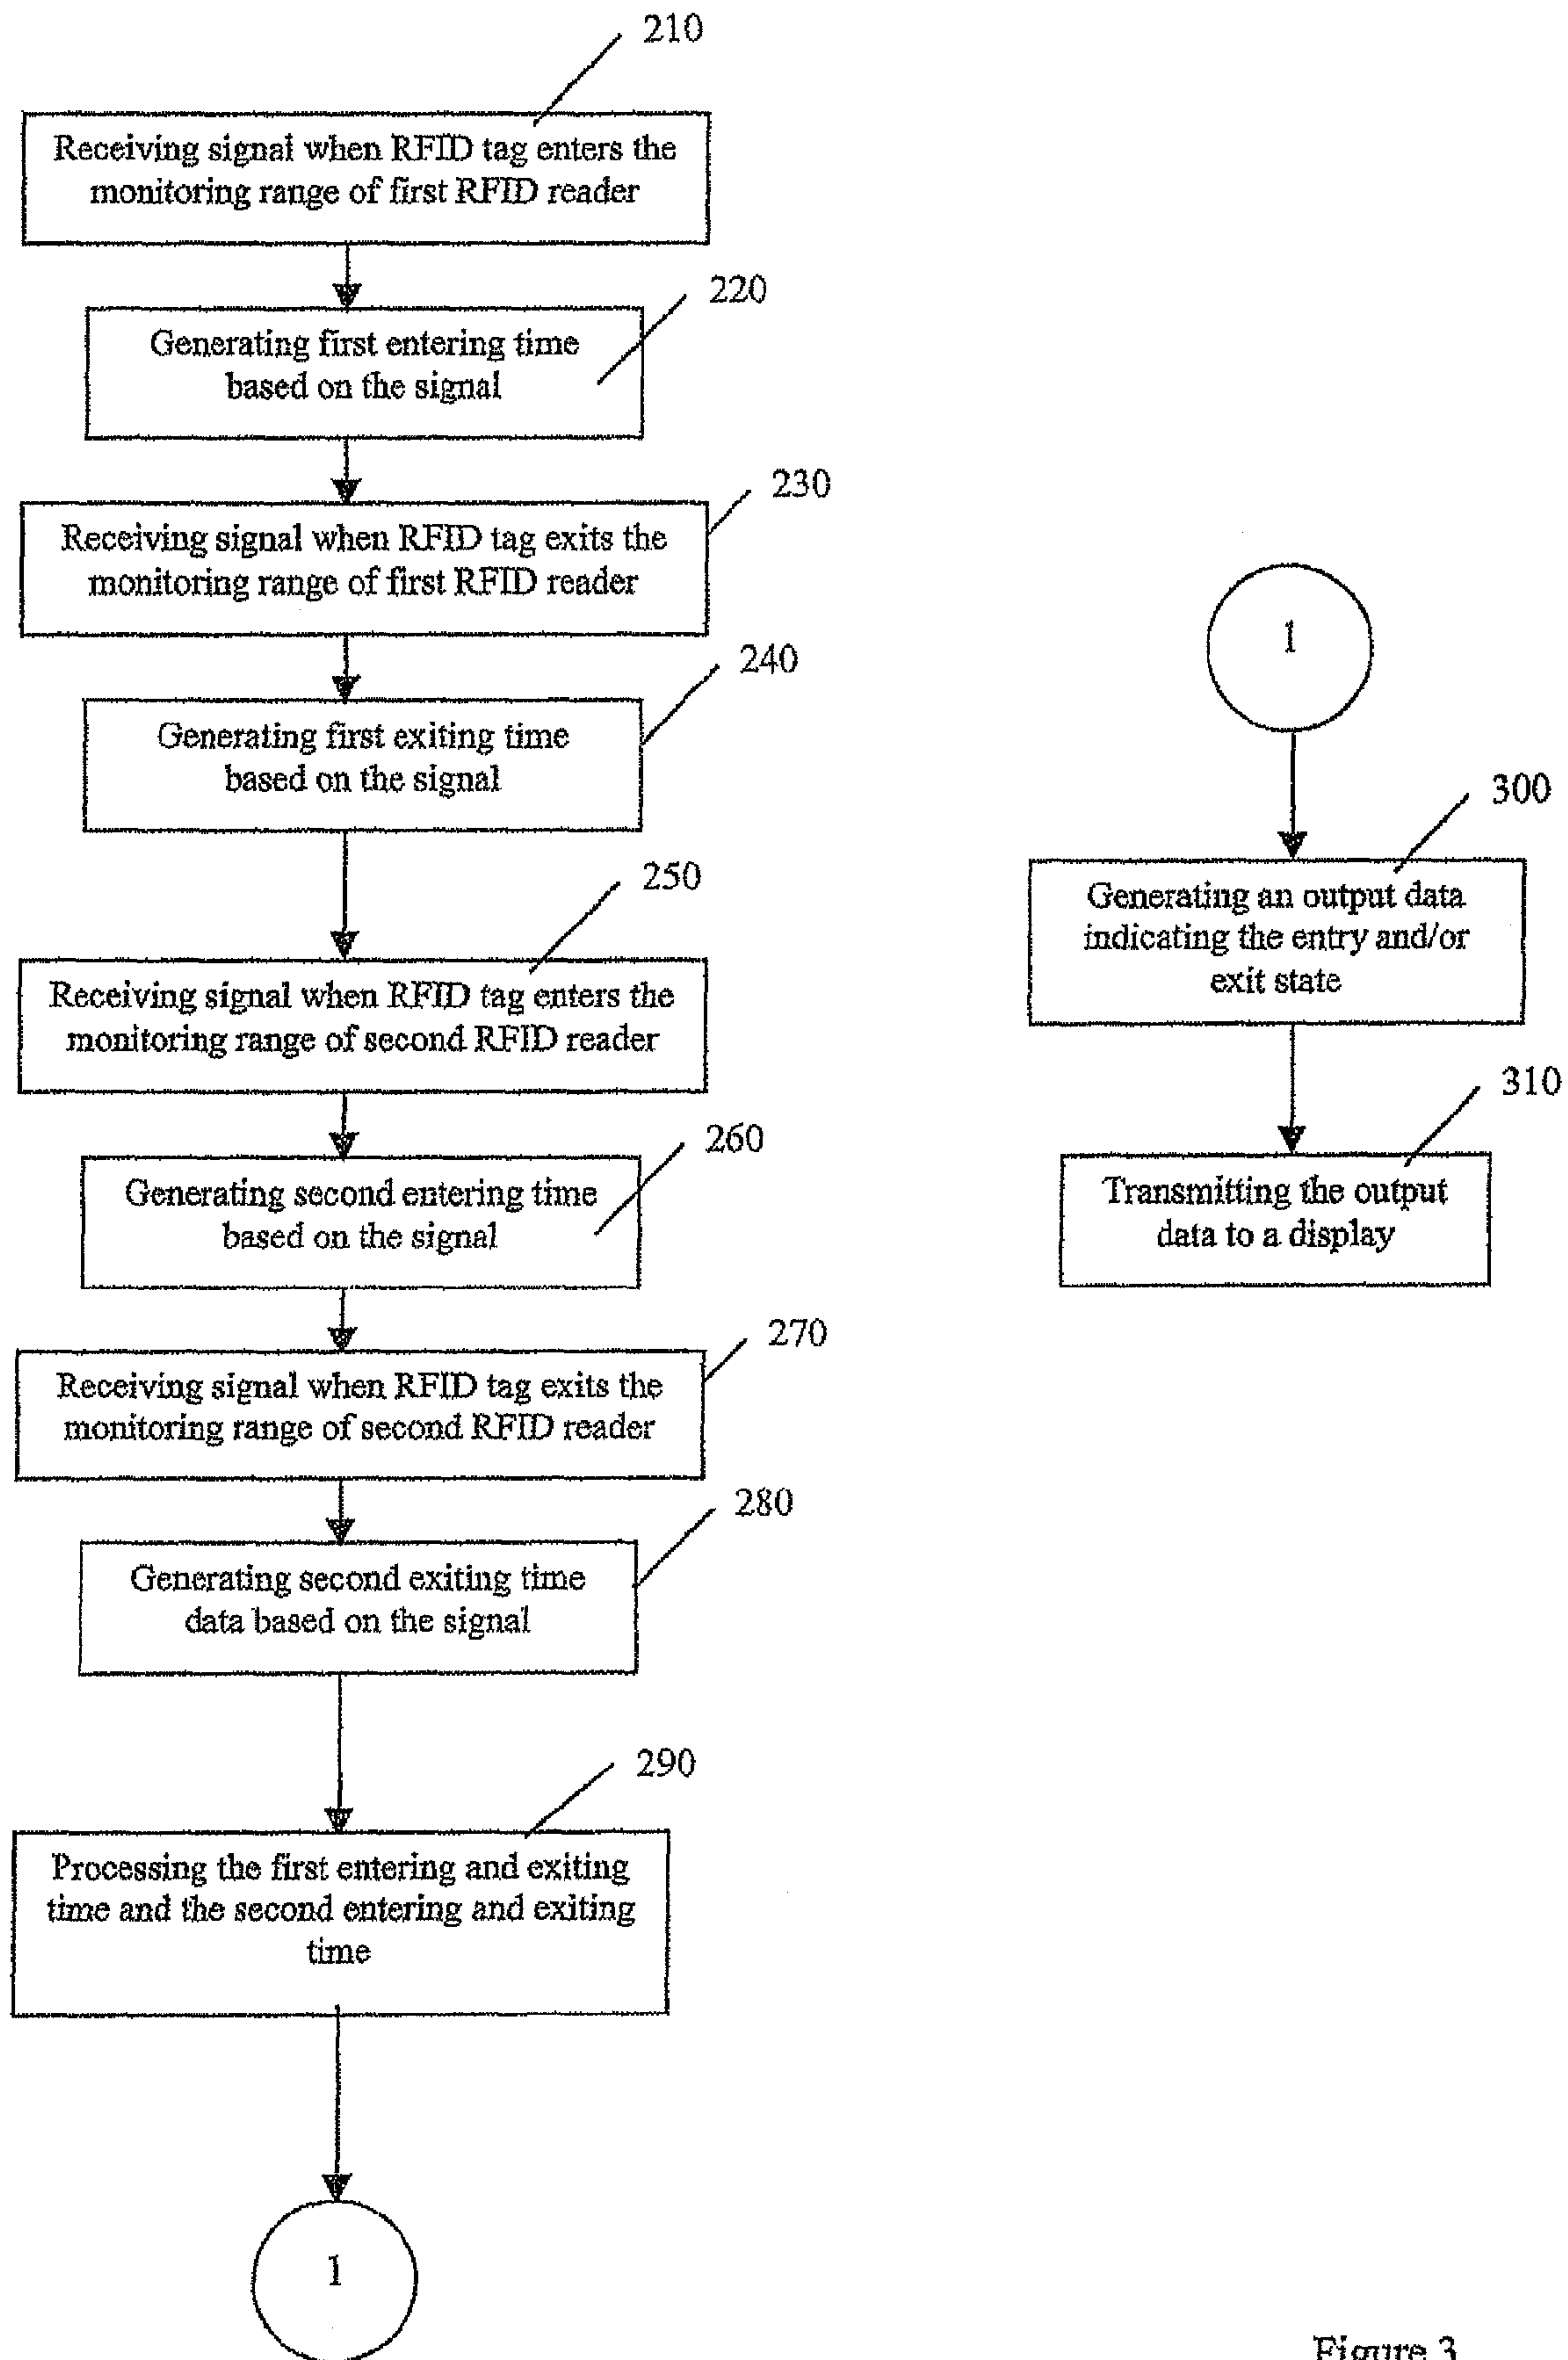 210
Receiving signal when RFID tag enters the
monitoring range of first RFID reader
220
Generating first entering time
based on the signal
230
Receiving signal when RFID tag exits the
monitoring range of first RFID reader
240
Generating first exiting time
based on the signal
250
Receiving signal when RFID tag enters the
monitoring range of second RFID reader
260
Generating second entering time
based on the signal
270
Receiving signal when RFID tag exits the
monitoring range of second RFID reader
280
Generating second exiting time
data based on the signal
290
Processing the first entering and exiting
time and the second entering and exiting
time
1
1
300
Generating an output data
indicating the entry and/or
exit state
310
Transmitting the output
data to a display
Figure 3